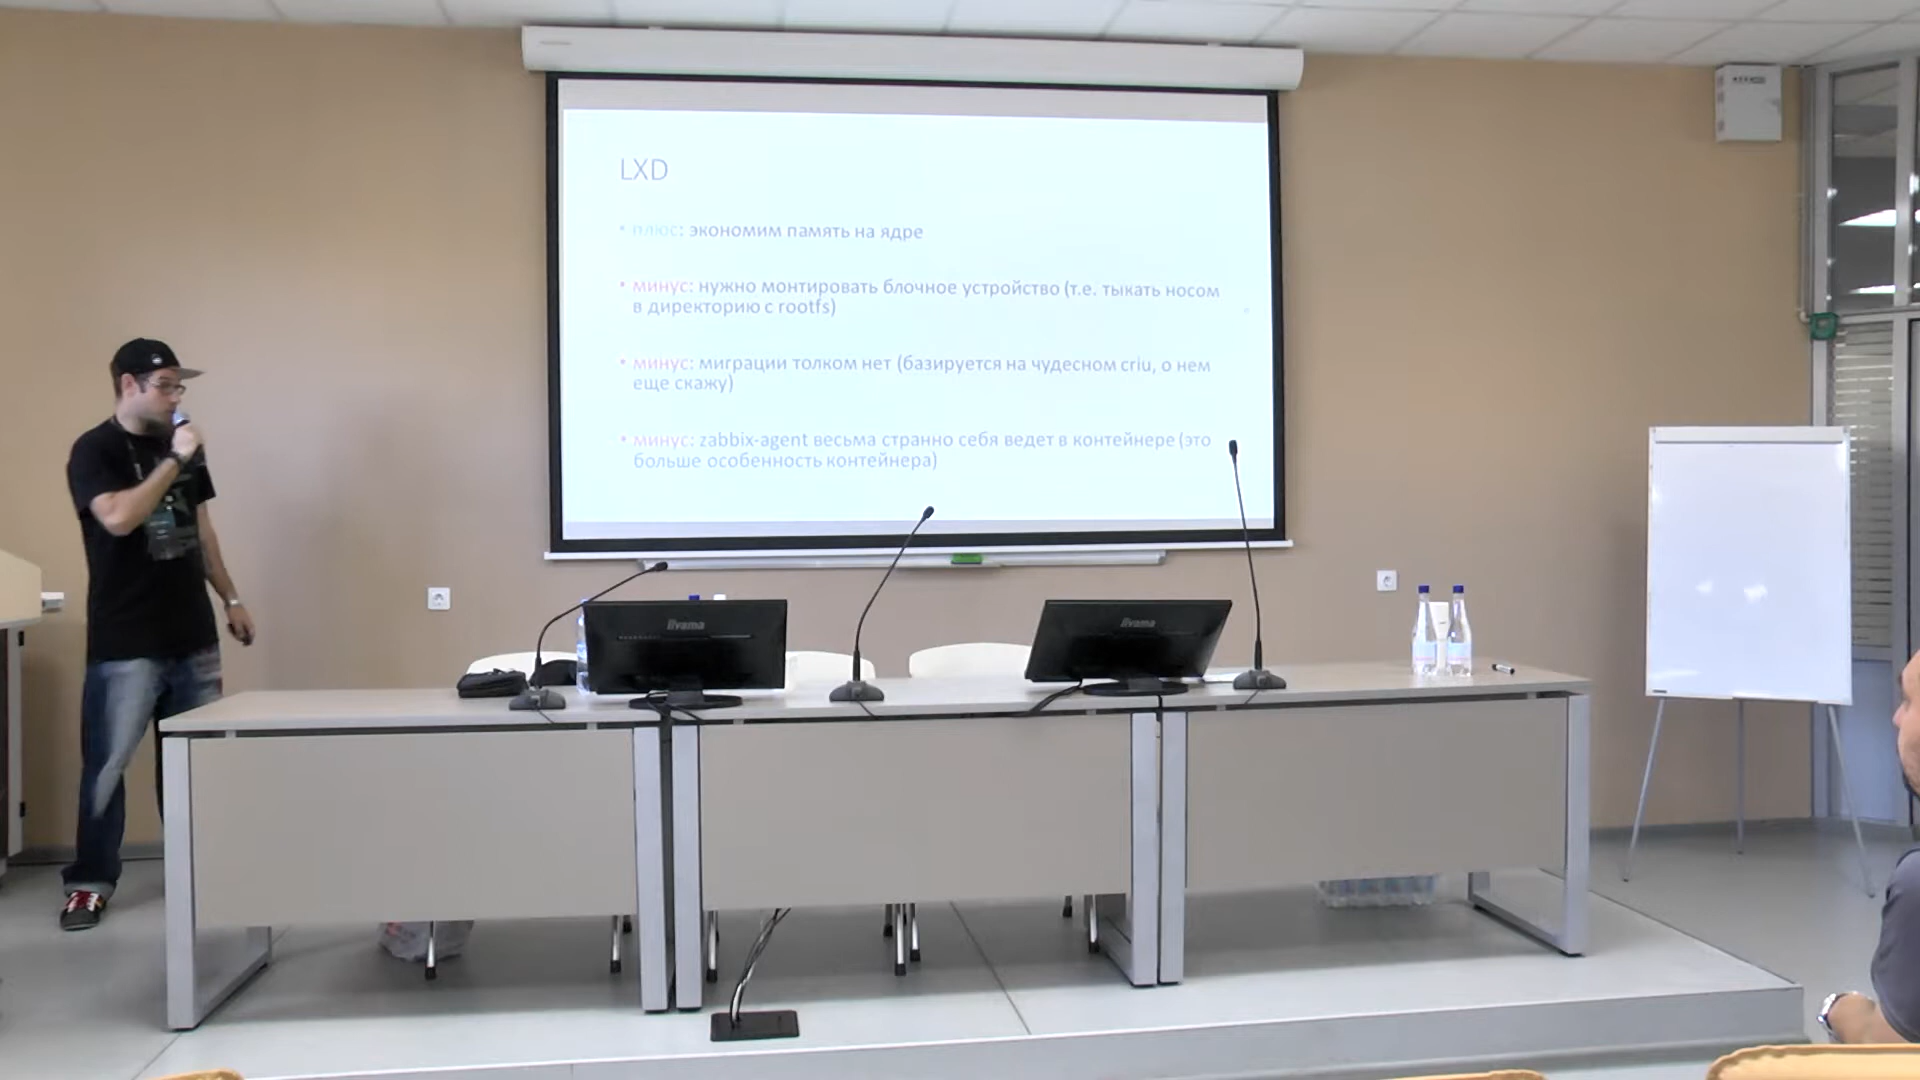 LXD
• плюс: экономим память на ядре
• минус: нужно монтировать блочное устройство (т.е. тыкать носом
в директорию с rootfs)
• минус: миграции толком нет (базируется на чудесном criu, о нем
еще скажу)
• минус: zabbix-agent весьма странно себя ведет в контейнере (это
больше особенность контейнера)
iiyama
iiyama